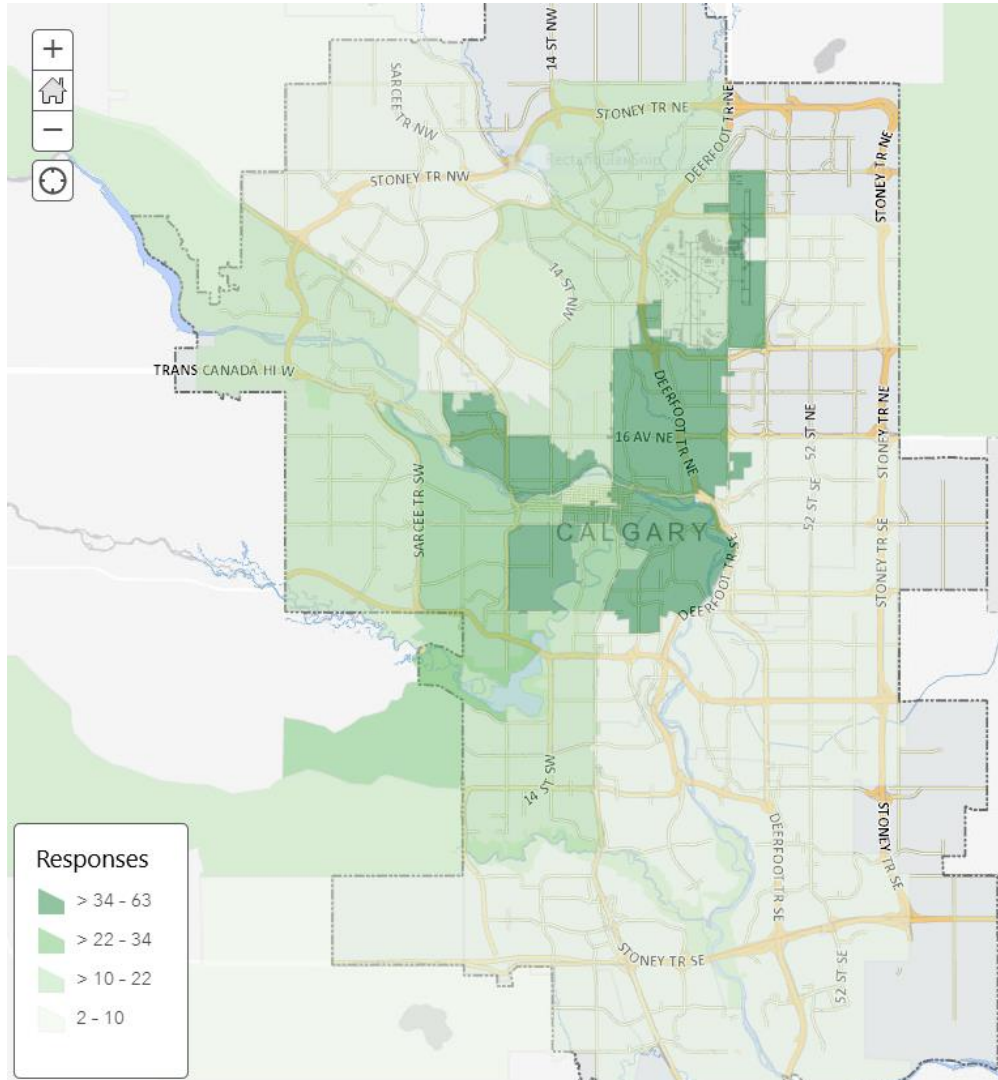 +
−
14 ST NW
SARCEE TR NW
STONEY TR NE
DEERFOOT TR NE
STONEY TR NE
STONEY TR NW
14 ST NW
TRANS CANADA HI W
DEERFOOT TR NE
16 AV NE
52 ST NE
STONEY TR NE
SARCEE TR SW
52 ST SE
CALGARY
DEERFOOT TR SE
STONEY TR SE
14 ST SW
DEERFOOT TR SE
STONEY TR SE
STONEY TR SE
52 ST SE
Responses
> 34 - 63
> 22 - 34
> 10 - 22
2 - 10